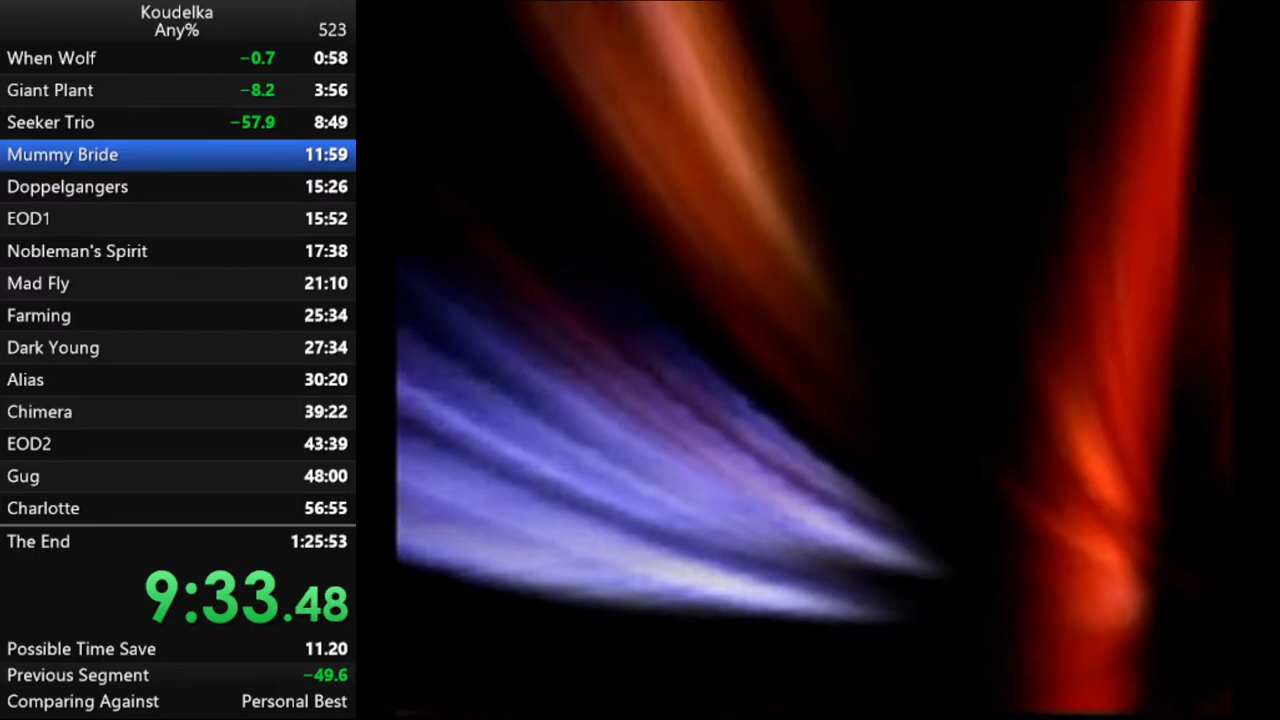 Koudelka
Any% 523
When Wolf −0.7 0:58
Giant Plant −8.2 3:56
Seeker Trio −57.9 8:49
Mummy Bride 11:59
Doppelgangers 15:26
EOD1 15:52
Nobleman's Spirit 17:38
Mad Fly 21:10
Farming 25:34
Dark Young 27:34
Alias 30:20
Chimera 39:22
EOD2 43:39
Gug 48:00
Charlotte 56:55
The End 1:25:53
9:33.48
Possible Time Save 11.20
Previous Segment −49.6
Comparing Against Personal Best